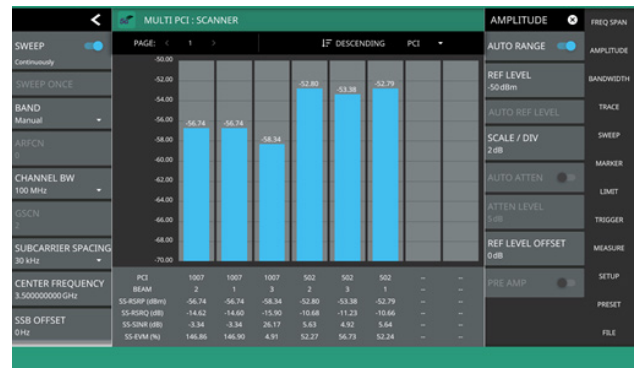 MULTI PCI : SCANNER
AMPLITUDE
FREQ SPAN
SWEEP
Continuously
PAGE: < 1 >
DESCENDING
PCI
AUTO RANGE
AMPLITUDE
SWEEP ONCE
REF LEVEL
-50 dBm
BANDWIDTH
BAND
Manual
AUTO REF LEVEL
TRACE
ARFCN
0
SCALE / DIV
2 dB
SWEEP
CHANNEL BW
100 MHz
AUTO ATTEN
MARKER
GSCN
2
ATTEN LEVEL
5 dB
LIMIT
TRIGGER
SUBCARRIER SPACING
30 kHz
REF LEVEL OFFSET
0 dB
MEASURE
CENTER FREQUENCY
3.500000000 GHz
PRE AMP
SETUP
SSB OFFSET
0 Hz
PRESET
FILE
-50.00
-52.00
-54.00
-56.00
-58.00
-60.00
-62.00
-64.00
-66.00
-68.00
-70.00
-56.74 -56.74 -58.34 -52.80 -53.38 -52.79
PCI 1007 1007 1007 502 502 502 -- --
BEAM 2 1 3 2 3 1 -- --
SS-RSRP (dBm) -56.74 -56.74 -58.34 -52.80 -53.38 -52.79 -- --
SS-RSRQ (dB) -14.62 -14.60 -15.90 -10.68 -11.23 -10.66 -- --
SS-SINR (dB) -3.34 -3.34 26.17 5.63 4.92 5.64 -- --
SS-EVM (%) 146.86 146.90 4.91 52.27 56.73 52.24 -- --